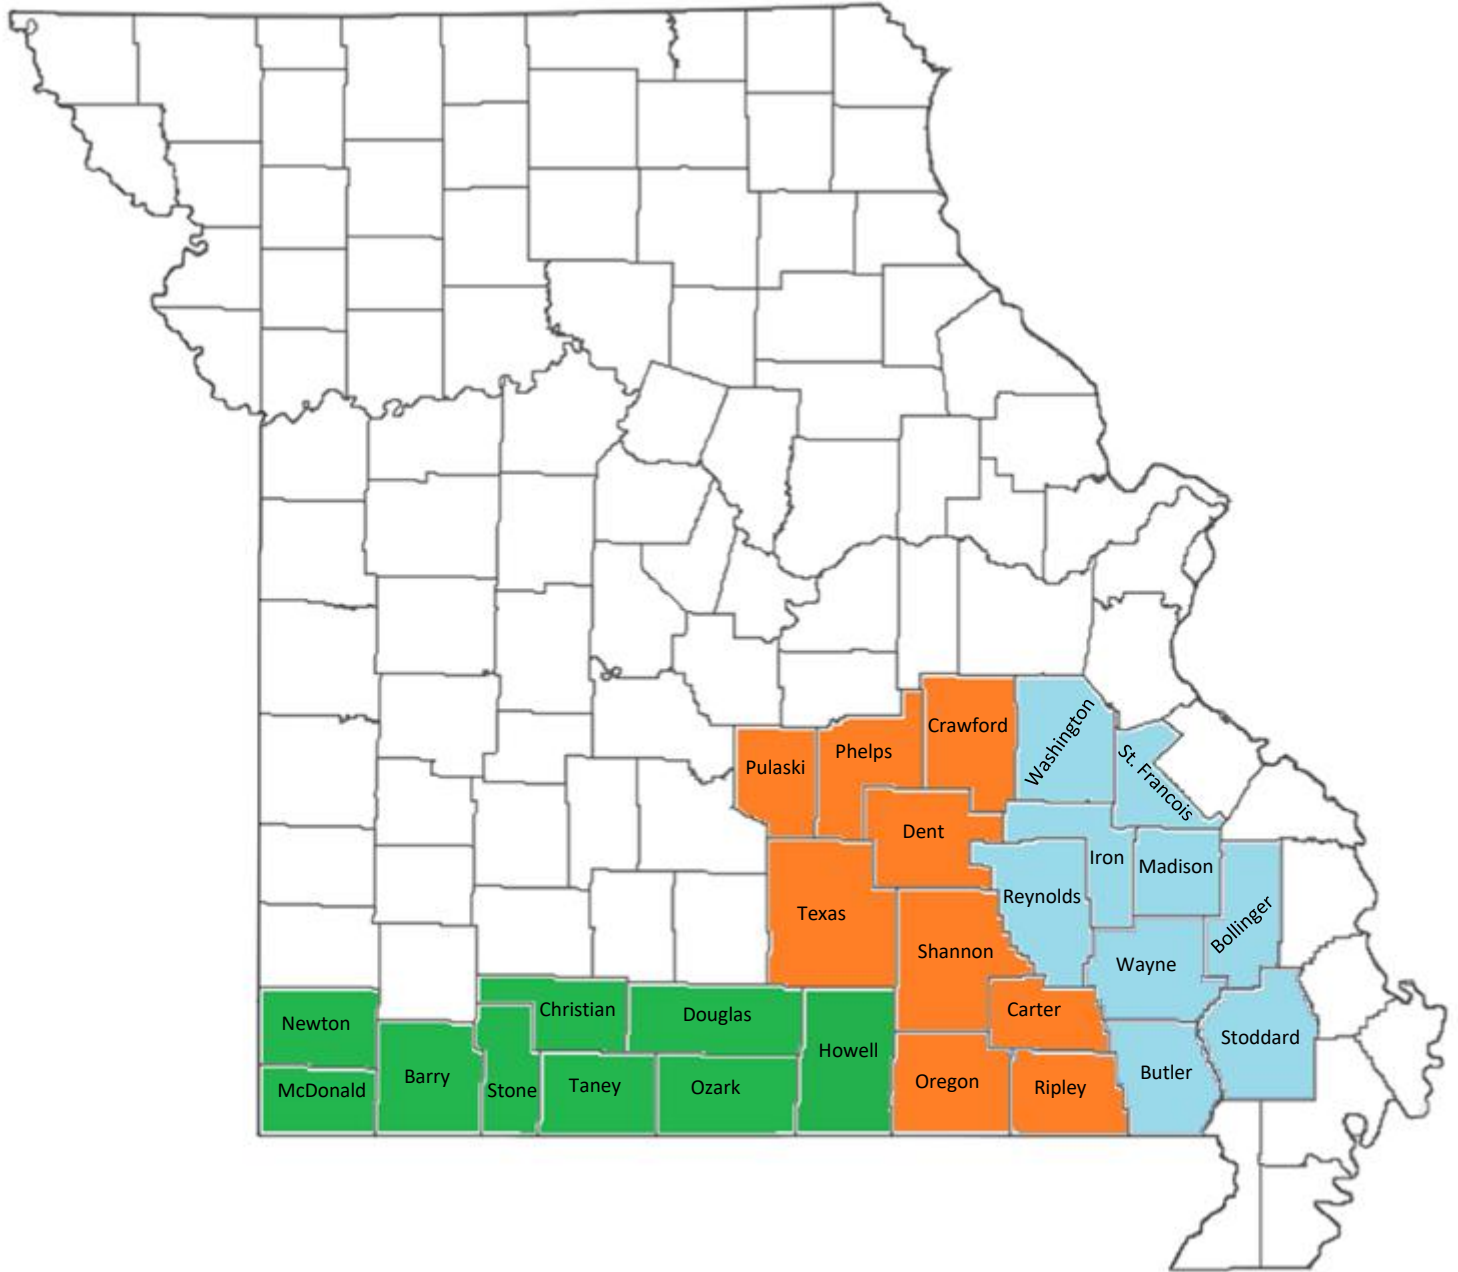 Crawford
Washington
Phelps
Pulaski
St. Francois
Dent
Iron
Madison
Reynolds
Texas
Bollinger
Shannon
Wayne
Christian
Carter
Douglas
Newton
Stoddard
Howell
Butler
Barry
Oregon
Taney
Ozark
Ripley
McDonald
Stone